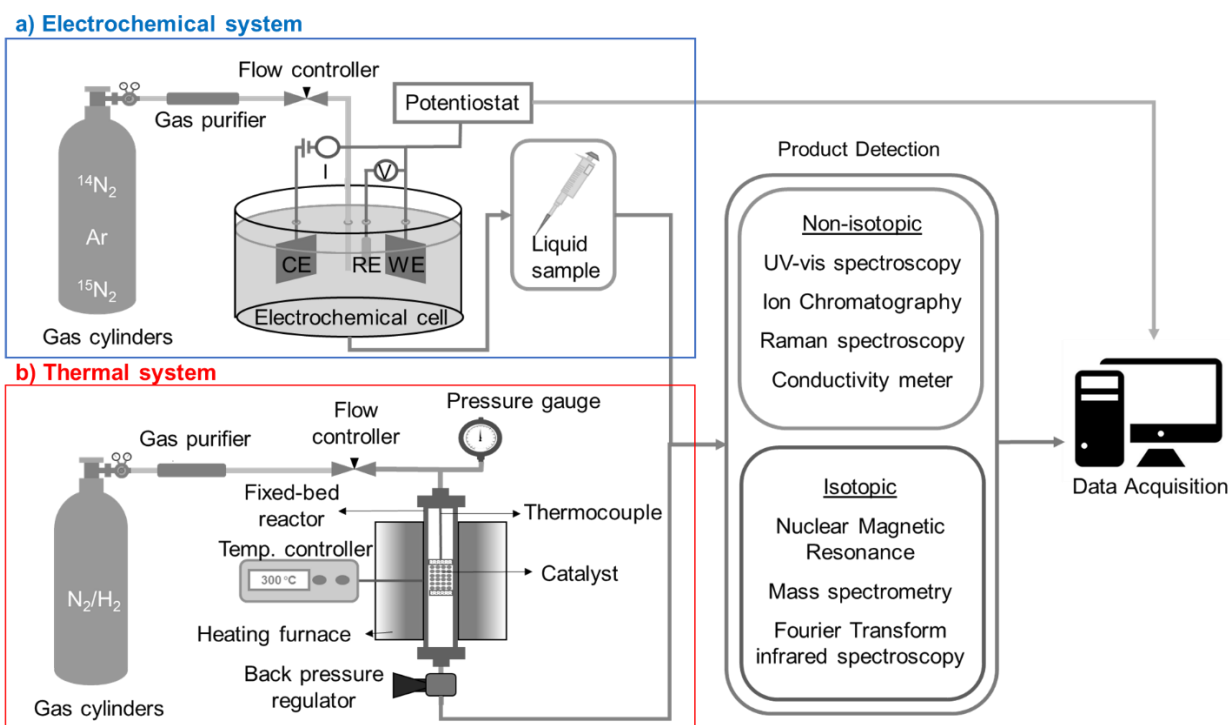 a) Electrochemical system
Flow controller
Gas purifier
Potentiostat
I
V
¹⁴N₂
Ar
¹⁵N₂
CE
RE
WE
Electrochemical cell
Gas cylinders
Liquid
sample
b) Thermal system
Pressure gauge
Flow
controller
Gas purifier
Fixed-bed
reactor
Thermocouple
Temp. controller
300 °C
Catalyst
N₂/H₂
Heating furnace
Back pressure
regulator
Gas cylinders
Product Detection
Non-isotopic
UV-vis spectroscopy
Ion Chromatography
Raman spectroscopy
Conductivity meter
Isotopic
Nuclear Magnetic
Resonance
Mass spectrometry
Fourier Transform
infrared spectroscopy
Data Acquisition